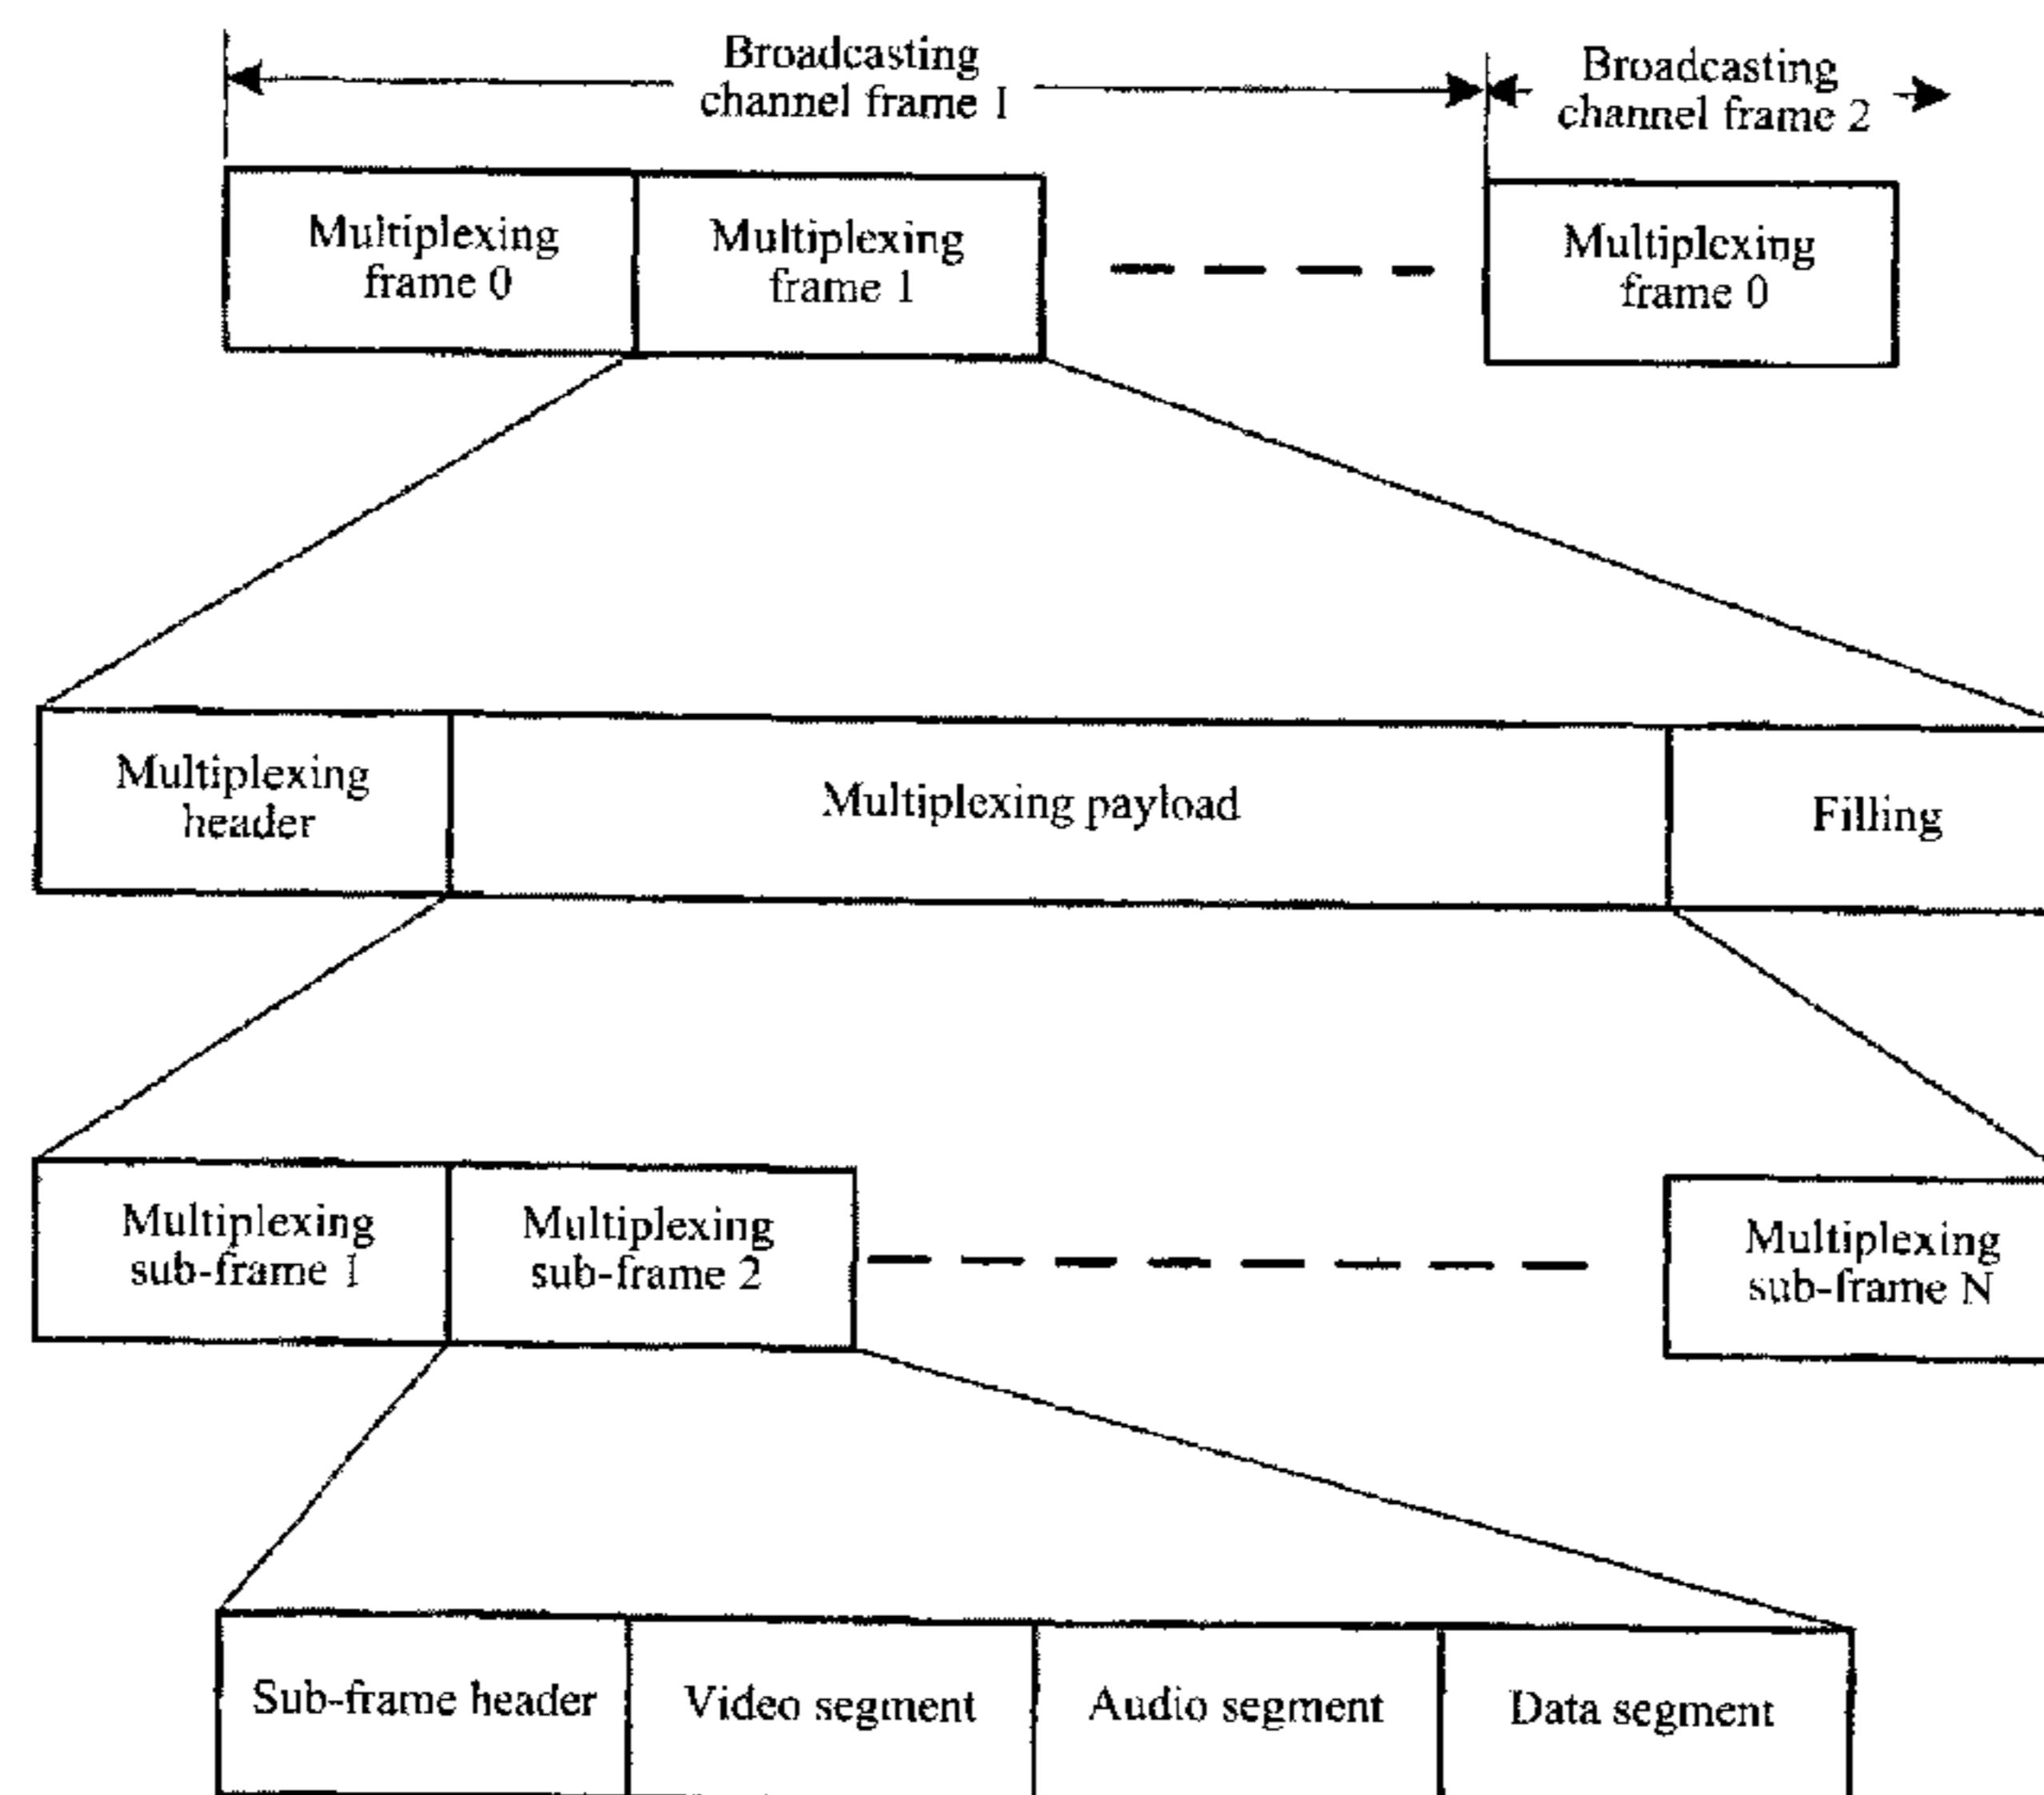 Broadcasting
channel frame 1
Broadcasting
channel frame 2
Multiplexing
frame 0
Multiplexing
frame 1
Multiplexing
frame 0
Multiplexing
header
Multiplexing payload
Filling
Multiplexing
sub-frame 1
Multiplexing
sub-frame 2
Multiplexing
sub-frame N
Sub-frame header
Video segment
Audio segment
Data segment